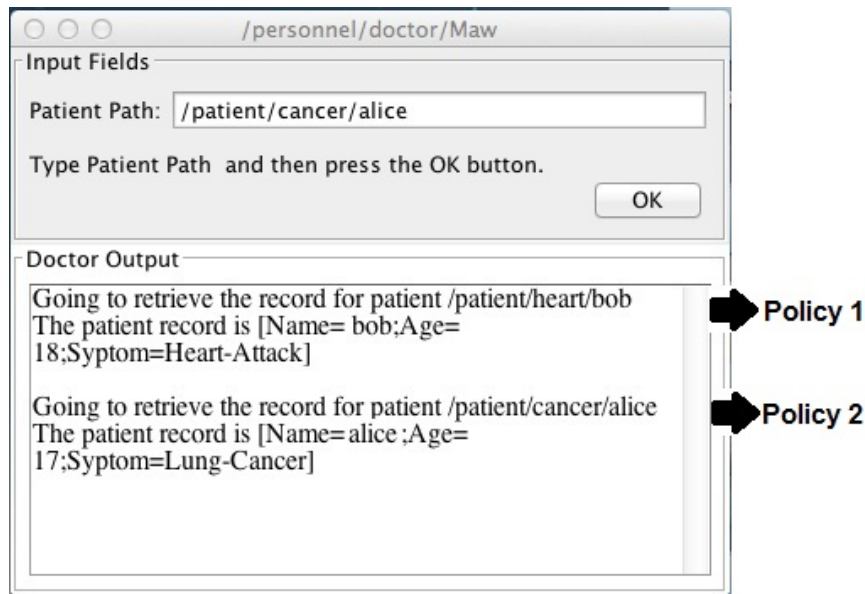 /personnel/doctor/Maw
Input Fields
Patient Path: /patient/cancer/alice
Type Patient Path and then press the OK button.
OK
Doctor Output
Going to retrieve the record for patient /patient/heart/bob
The patient record is [Name= bob;Age=
18;Syptom=Heart-Attack]
Policy 1
Going to retrieve the record for patient /patient/cancer/alice
The patient record is [Name= alice ;Age=
17;Syptom=Lung-Cancer]
Policy 2